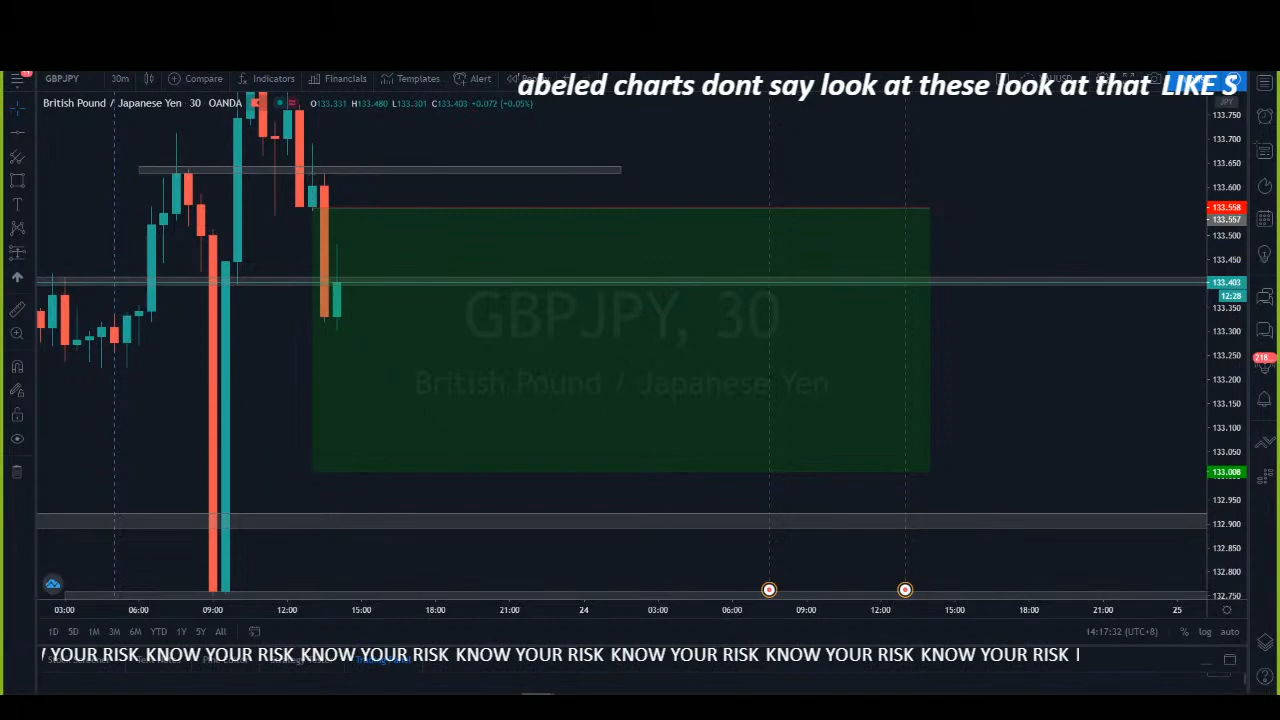 abeled charts dont say look at these look at that LIKE S
GBPJPY 30m Compare Indicators Financials Templates Alert
JPY
British Pound / Japanese Yen 30 OANDA O133.331 H133.480 L133.301 C133.403 +0.072 (+0.05%)
133.750
133.700
133.650
133.600
133.558
133.557
133.500
133.450
133.403
12:28
133.350
133.300
133.250
133.200
133.150
133.100
133.050
133.008
132.950
132.900
132.850
132.800
132.750
GBPJPY, 30
British Pound / Japanese Yen
218
03:00 06:00 09:00 12:00 15:00 18:00 21:00 24 03:00 06:00 09:00 12:00 15:00 18:00 21:00 25
1D 5D 1M 3M 6M YTD 1Y 5Y All 14:17:32 (UTC+8) % log auto
YOUR RISK KNOW YOUR RISK KNOW YOUR RISK KNOW YOUR RISK KNOW YOUR RISK KNOW YOUR RISK KNOW YOUR RISK